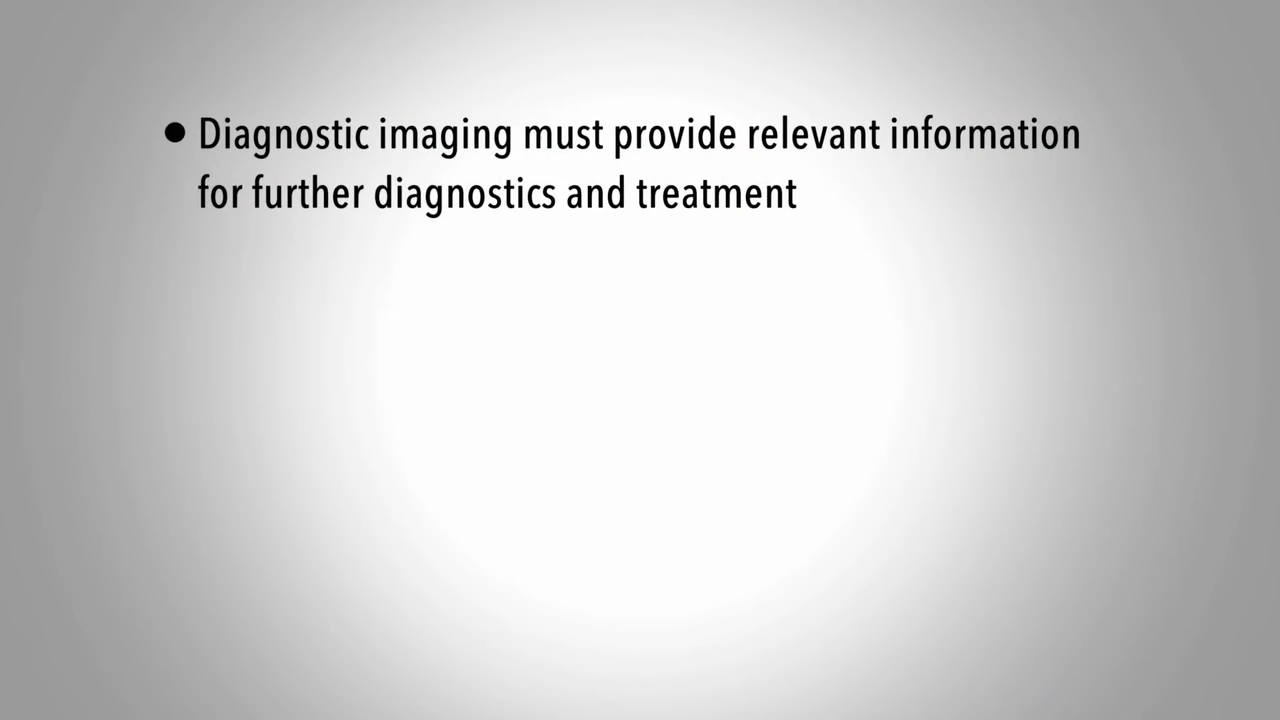 ● Diagnostic imaging must provide relevant information
for further diagnostics and treatment